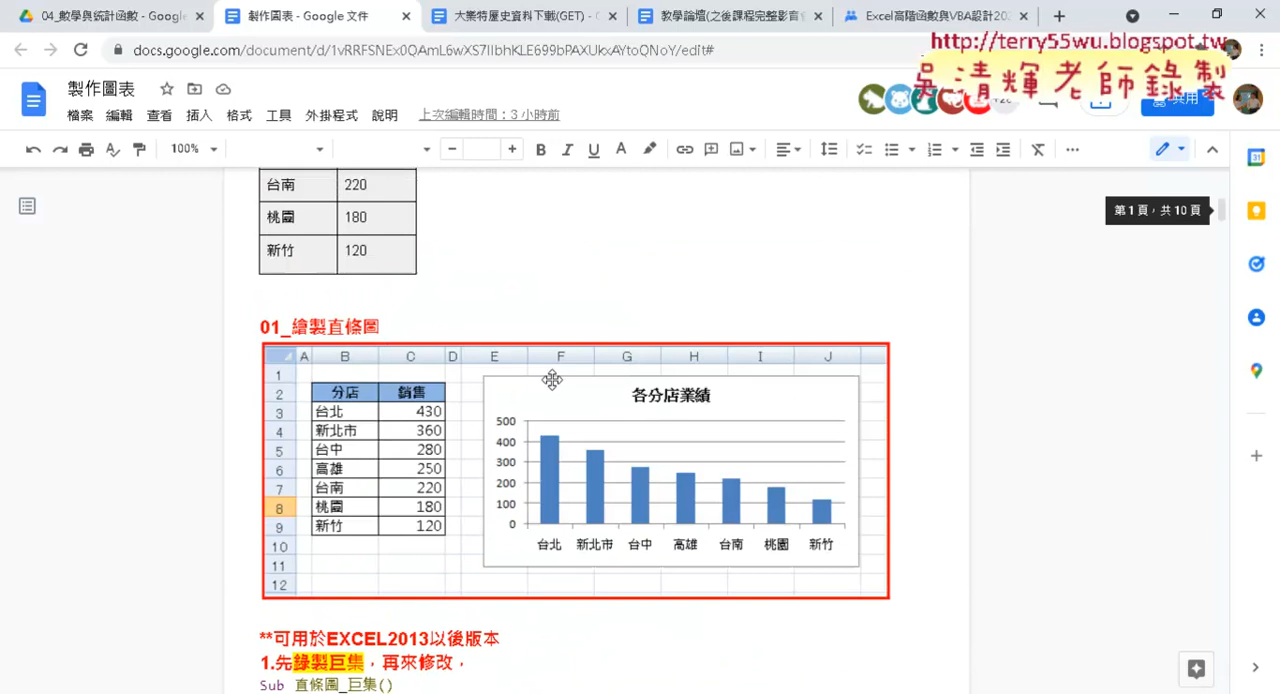 04_數學與統計函數 - Google
製作圖表 - Google 文件
大樂特屋史資料下載(GET) - G
教學論壇(之後課程完整影音
Excel高階函數與VBA設計20
docs.google.com/document/d/1vRRFSNEx0QAmL6wXS7IIbhKLE699bPAXUkxAYtoQNoY/edit#
http://terry55wu.blogspot.tw
吳清輝老師錄製
製作圖表
檔案 編輯 查看 插入 格式 工具 外掛程式 說明 上次編輯時間：3 小時前
共用
100%
第 1 頁，共 10 頁
台南 220
桃園 180
新竹 120
01_繪製直條圖
A B C D E F G H I J
1
2 分店 銷售
3 台北 430
4 新北市 360
5 台中 280
6 高雄 250
7 台南 220
8 桃園 180
9 新竹 120
10
11
12
各分店業績
500
400
300
200
100
0
台北 新北市 台中 高雄 台南 桃園 新竹
**可用於EXCEL2013以後版本
1.先錄製巨集，再來修改，
Sub 直條圖_巨集()